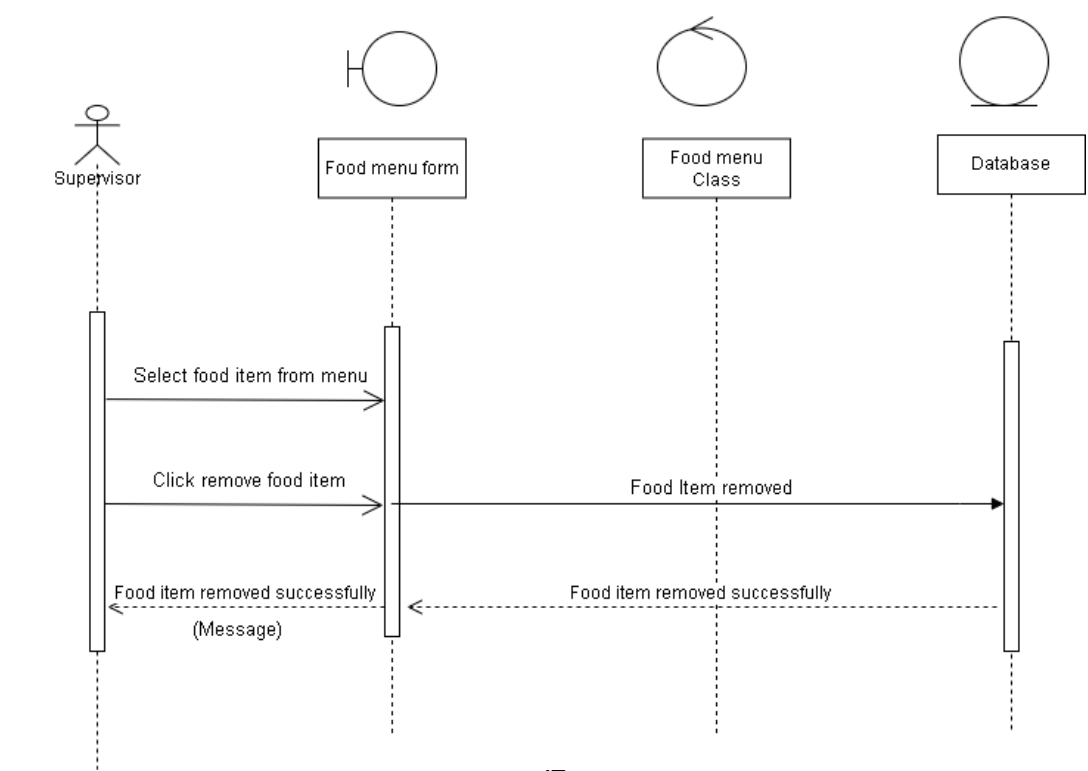 Supervisor
Food menu form
Food menu
Class
Database
Select food item from menu
Click remove food item
Food Item removed
Food item removed successfully
(Message)
Food item removed successfully